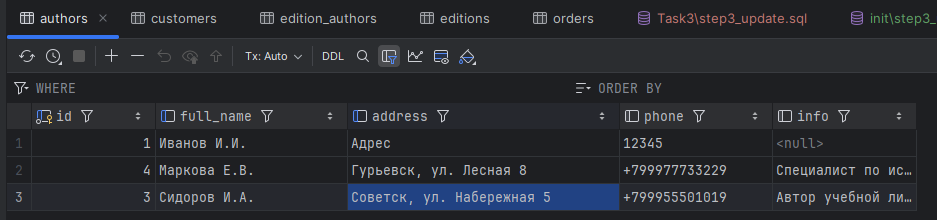 authors customers edition_authors editions orders Task3\step3_update.sql init\step3_
Tx: Auto DDL
WHERE ORDER BY
id full_name address phone info
1 1 Иванов И.И. Адрес 12345 <null>
2 4 Маркова Е.В. Гурьевск, ул. Лесная 8 +799977733229 Специалист по ис…
3 3 Сидоров И.А. Советск, ул. Набережная 5 +799955501019 Автор учебной ли…